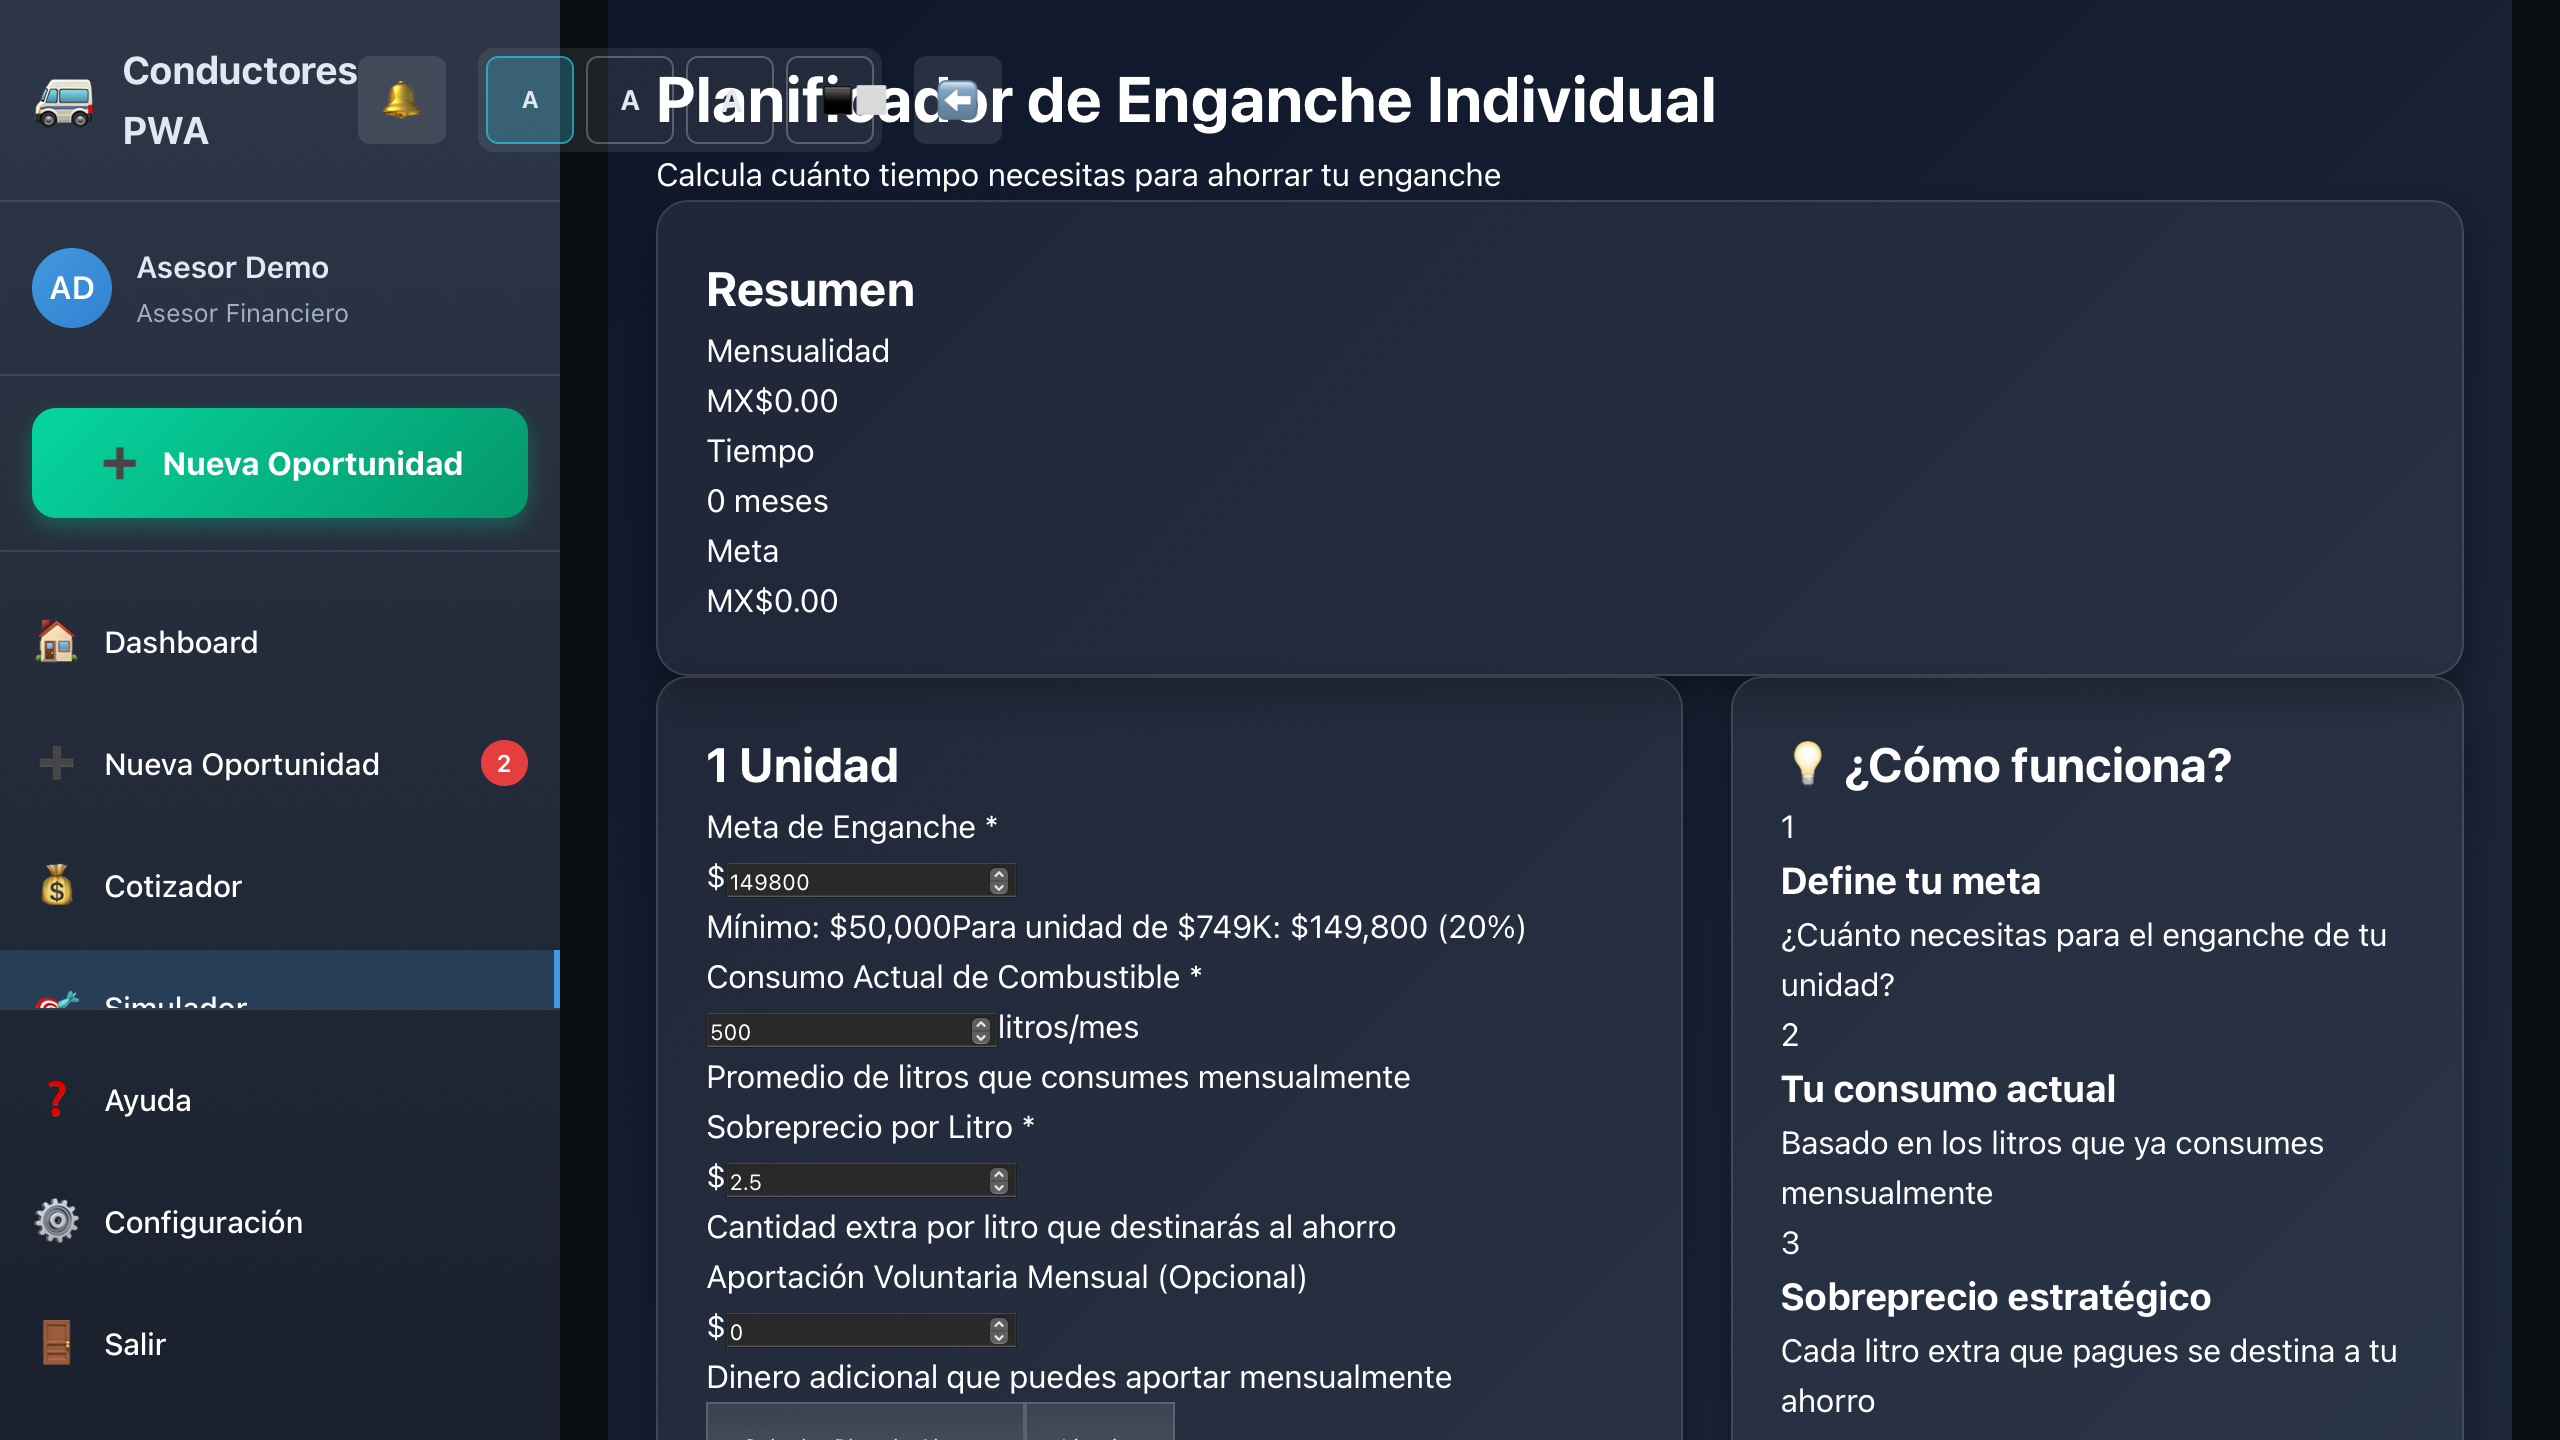 Conductores
PWA
A
A
A
Planificador de Enganche Individual
Calcula cuánto tiempo necesitas para ahorrar tu enganche
AD
Asesor Demo
Asesor Financiero
➕ Nueva Oportunidad
Dashboard
Nueva Oportunidad
2
Cotizador
Simulador
Ayuda
Configuración
Salir
Resumen
Mensualidad
MX$0.00
Tiempo
0 meses
Meta
MX$0.00
1 Unidad
Meta de Enganche *
$149800
Mínimo: $50,000Para unidad de $749K: $149,800 (20%)
Consumo Actual de Combustible *
500 litros/mes
Promedio de litros que consumes mensualmente
Sobreprecio por Litro *
$2.5
Cantidad extra por litro que destinarás al ahorro
Aportación Voluntaria Mensual (Opcional)
$0
Dinero adicional que puedes aportar mensualmente
¿Cómo funciona?
1
Define tu meta
¿Cuánto necesitas para el enganche de tu
unidad?
2
Tu consumo actual
Basado en los litros que ya consumes
mensualmente
3
Sobreprecio estratégico
Cada litro extra que pagues se destina a tu
ahorro